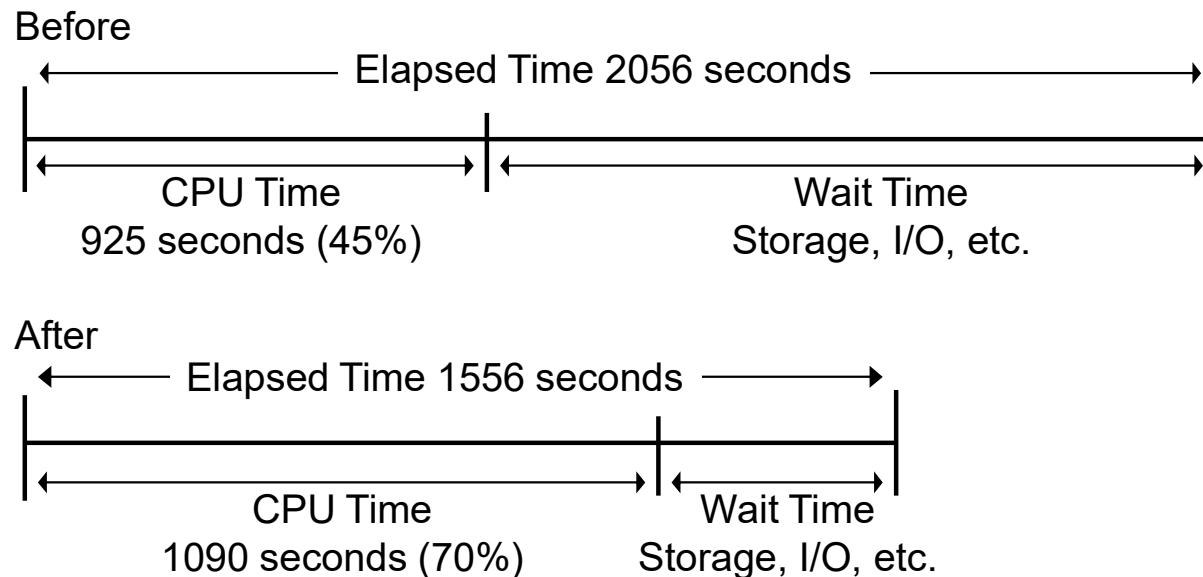 Before
Elapsed Time 2056 seconds
CPU Time
925 seconds (45%)
Wait Time
Storage, I/O, etc.
After
Elapsed Time 1556 seconds
CPU Time
1090 seconds (70%)
Wait Time
Storage, I/O, etc.